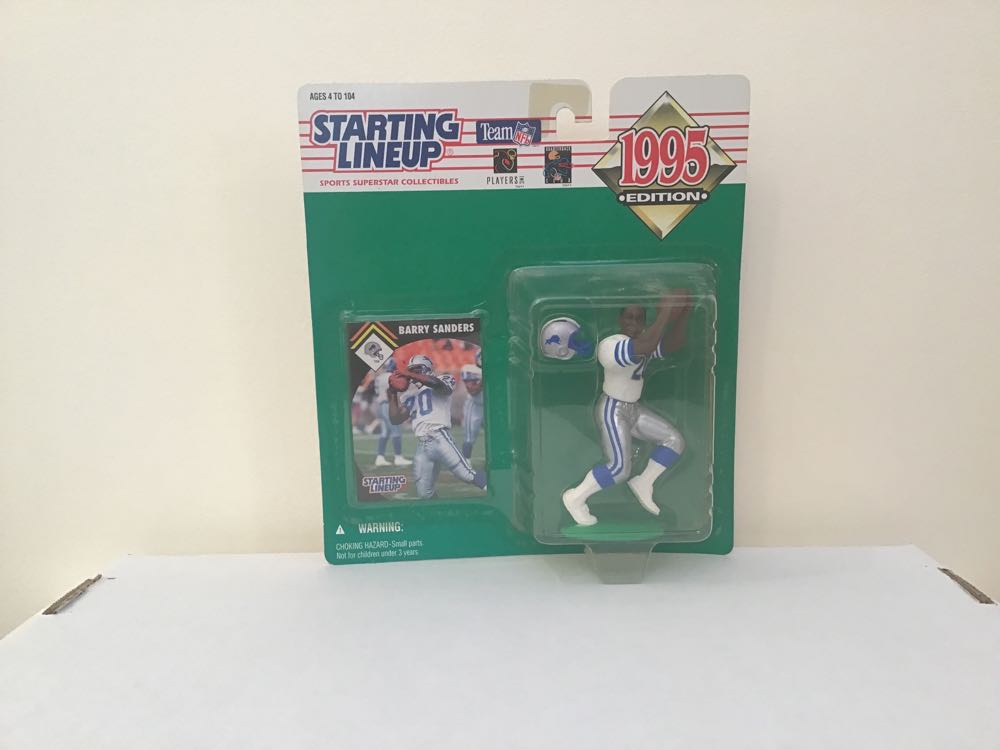 AGES 4 TO 104
STARTING
LINEUP®
SPORTS SUPERSTAR COLLECTIBLES
Team NFL
PLAYERS
1995
•EDITION•
BARRY SANDERS
20
STARTING
LINEUP
WARNING:
CHOKING HAZARD-Small parts
Not for children under 3 years